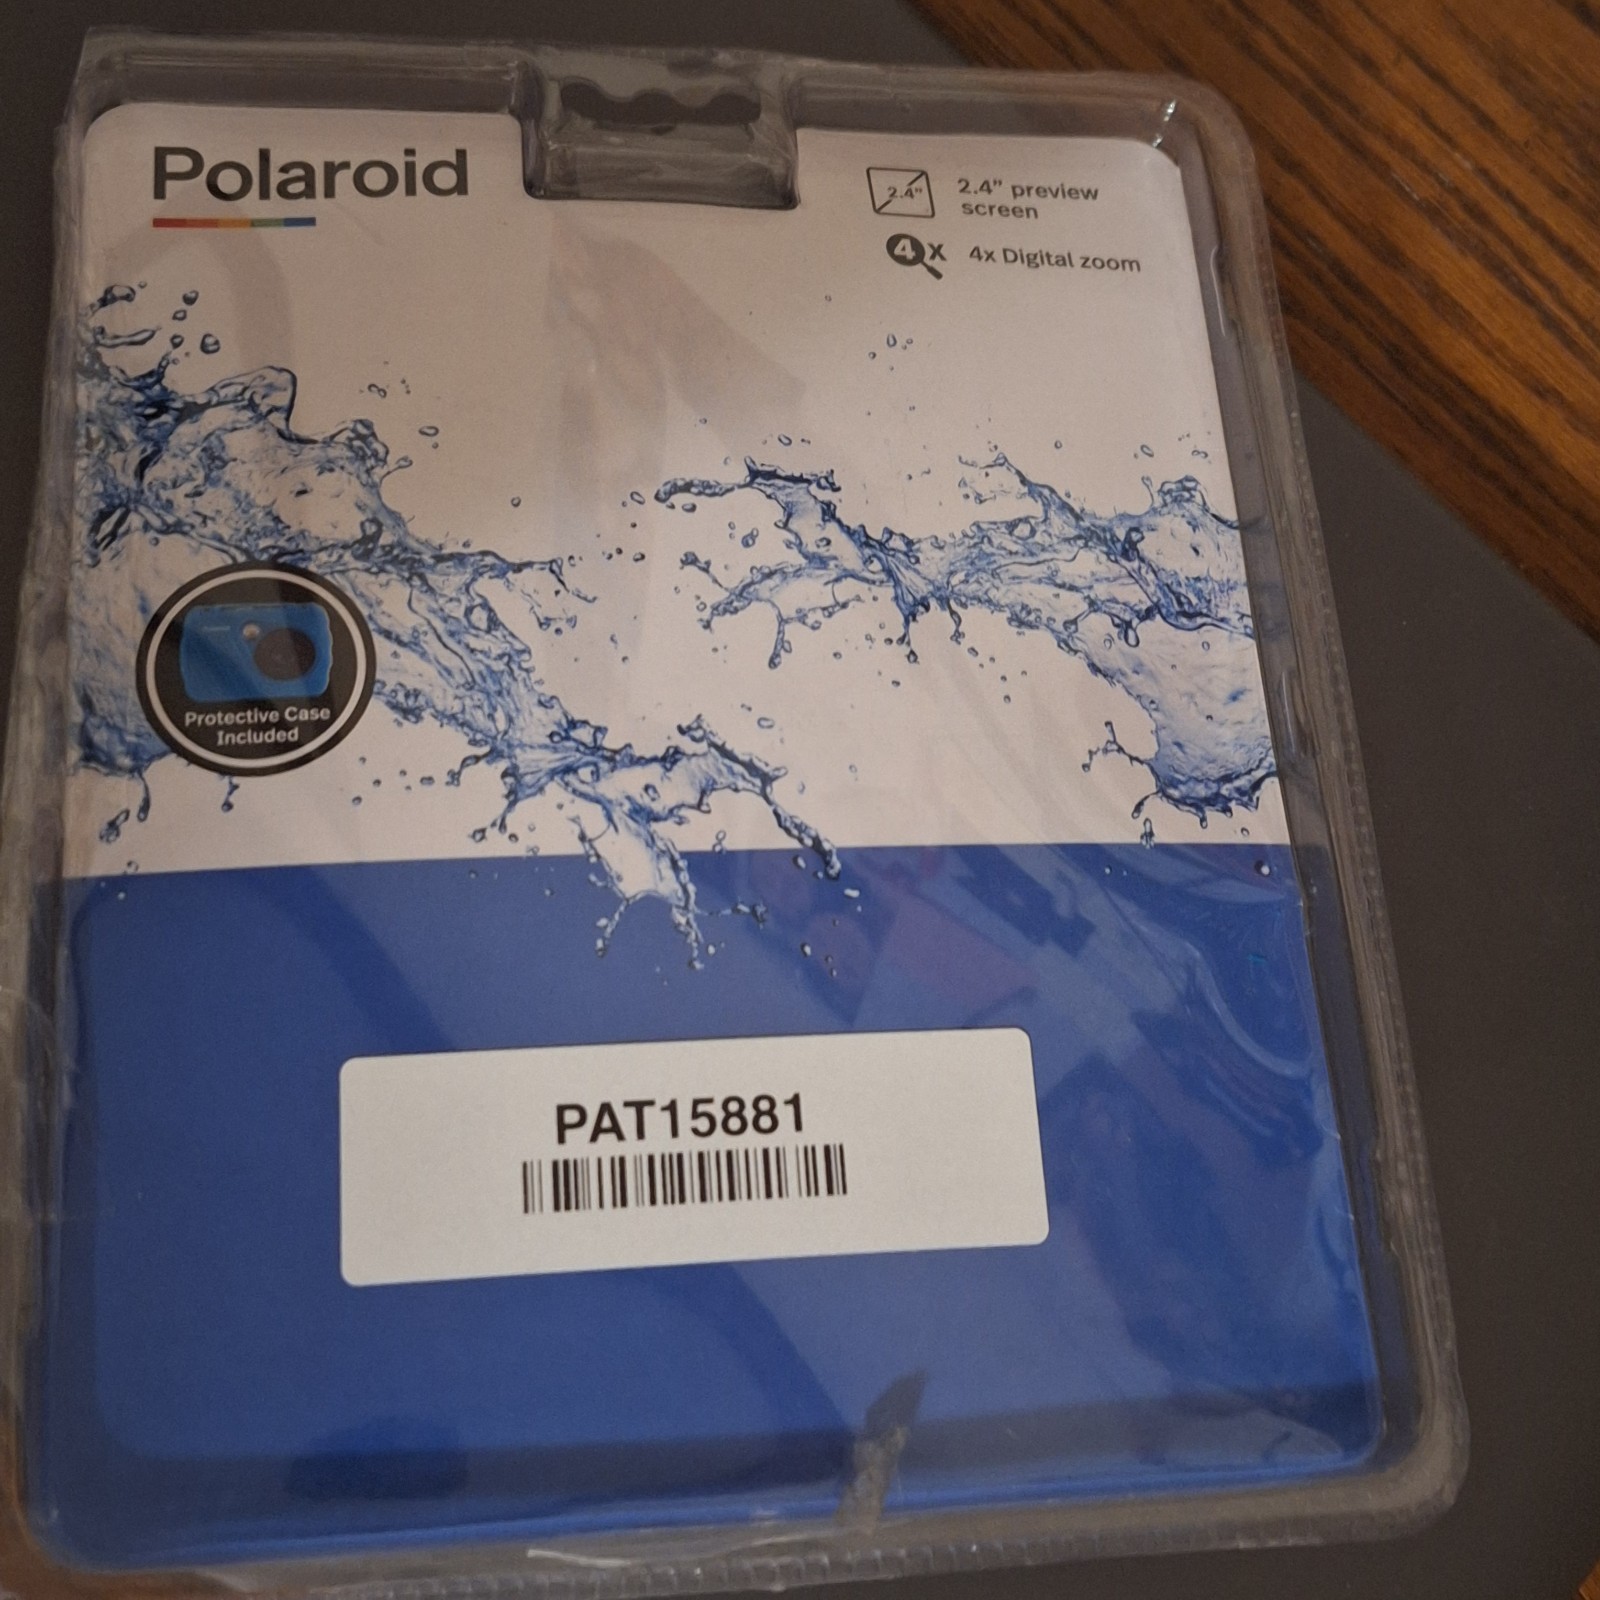 Polaroid
2.4"
2.4" preview
screen
4x
4x Digital zoom
Protective Case
Included
PAT15881